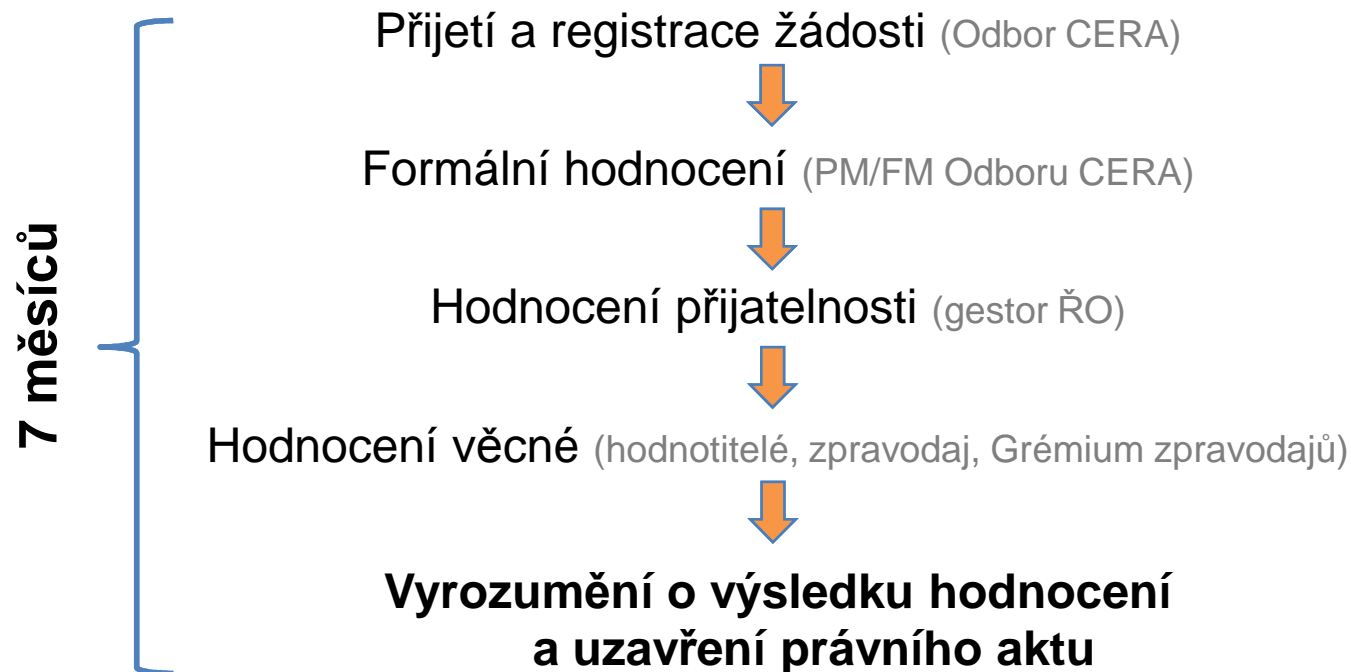 Přijetí a registrace žádosti (Odbor CERA)
Formální hodnocení (PM/FM Odboru CERA)
Hodnocení přijatelnosti (gestor ŘO)
7 měsíců
Hodnocení věcné (hodnotitelé, zpravodaj, Grémium zpravodajů)
Vyrozumění o výsledku hodnocení
a uzavření právního aktu